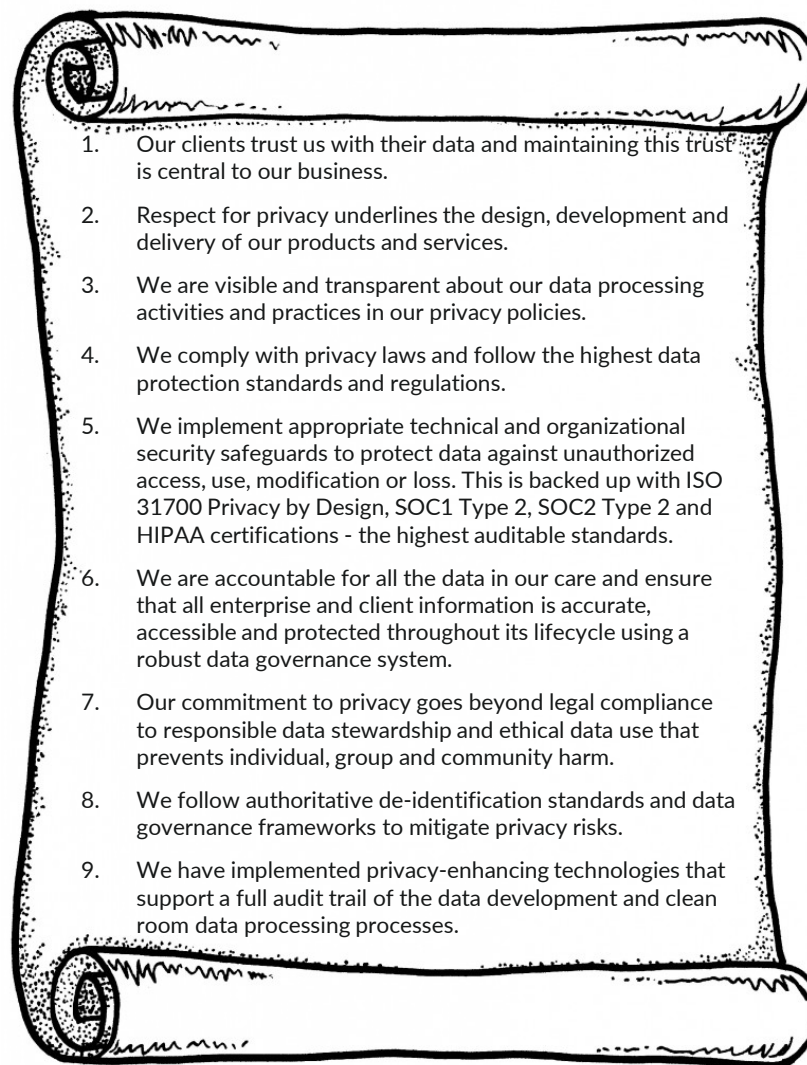 1. Our clients trust us with their data and maintaining this trust
is central to our business.
2. Respect for privacy underlines the design, development and
delivery of our products and services.
3. We are visible and transparent about our data processing
activities and practices in our privacy policies.
4. We comply with privacy laws and follow the highest data
protection standards and regulations.
5. We implement appropriate technical and organizational
security safeguards to protect data against unauthorized
access, use, modification or loss. This is backed up with ISO
31700 Privacy by Design, SOC1 Type 2, SOC2 Type 2 and
HIPAA certifications - the highest auditable standards.
6. We are accountable for all the data in our care and ensure
that all enterprise and client information is accurate,
accessible and protected throughout its lifecycle using a
robust data governance system.
7. Our commitment to privacy goes beyond legal compliance
to responsible data stewardship and ethical data use that
prevents individual, group and community harm.
8. We follow authoritative de-identification standards and data
governance frameworks to mitigate privacy risks.
9. We have implemented privacy-enhancing technologies that
support a full audit trail of the data development and clean
room data processing processes.